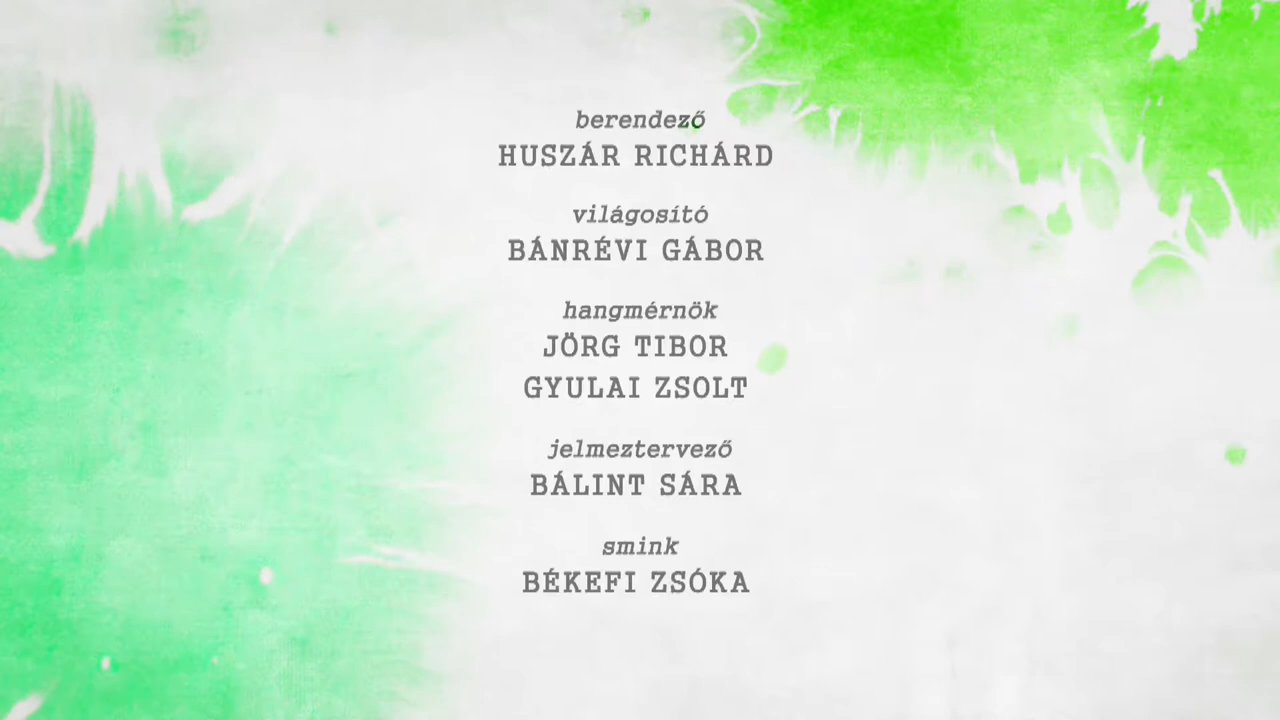 berendező
HUSZÁR RICHÁRD
világosító
BÁNRÉVI GÁBOR
hangmérnök
JÖRG TIBOR
GYULAI ZSOLT
jelmeztervező
BÁLINT SÁRA
smink
BÉKEFI ZSÓKA